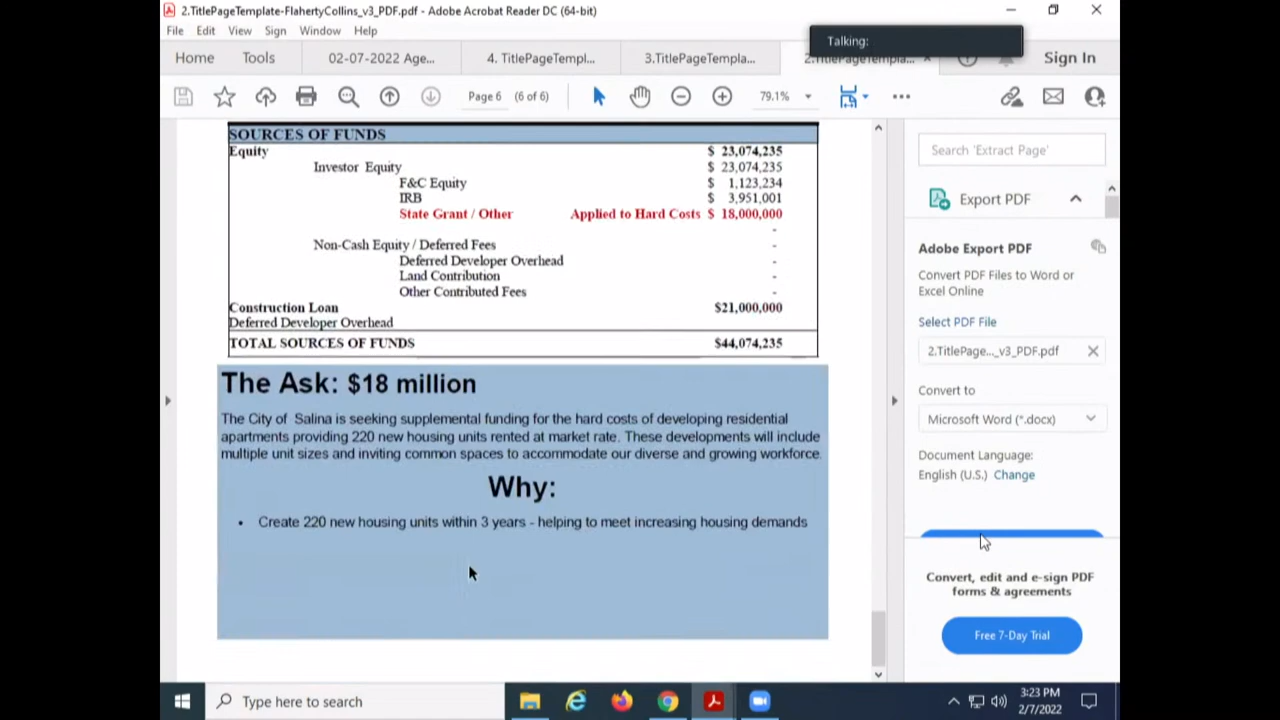 2.TitlePageTemplate-FlahertyCollins_v3_PDF.pdf - Adobe Acrobat Reader DC (64-bit)
File Edit View Sign Window Help
Talking:
Home Tools 02-07-2022 Age... 4. TitlePageTempl... 3.TitlePageTempla... 2.TitlePageTempla... Sign In
Page 6 (6 of 6) 79.1%
SOURCES OF FUNDS
Equity $ 23,074,235
Investor Equity $ 23,074,235
F&C Equity $ 1,123,234
IRB $ 3,951,001
State Grant / Other Applied to Hard Costs $ 18,000,000
-
Non-Cash Equity / Deferred Fees -
Deferred Developer Overhead -
Land Contribution -
Other Contributed Fees -
Construction Loan $21,000,000
Deferred Developer Overhead
TOTAL SOURCES OF FUNDS $44,074,235
The Ask: $18 million
The City of Salina is seeking supplemental funding for the hard costs of developing residential
apartments providing 220 new housing units rented at market rate. These developments will include
multiple unit sizes and inviting common spaces to accommodate our diverse and growing workforce.
Why:
• Create 220 new housing units within 3 years - helping to meet increasing housing demands
Search 'Extract Page'
Export PDF
Adobe Export PDF
Convert PDF Files to Word or
Excel Online
Select PDF File
2.TitlePage..._v3_PDF.pdf
Convert to
Microsoft Word (*.docx)
Document Language:
English (U.S.) Change
Convert, edit and e-sign PDF
forms & agreements
Free 7-Day Trial
Type here to search
3:23 PM
2/7/2022